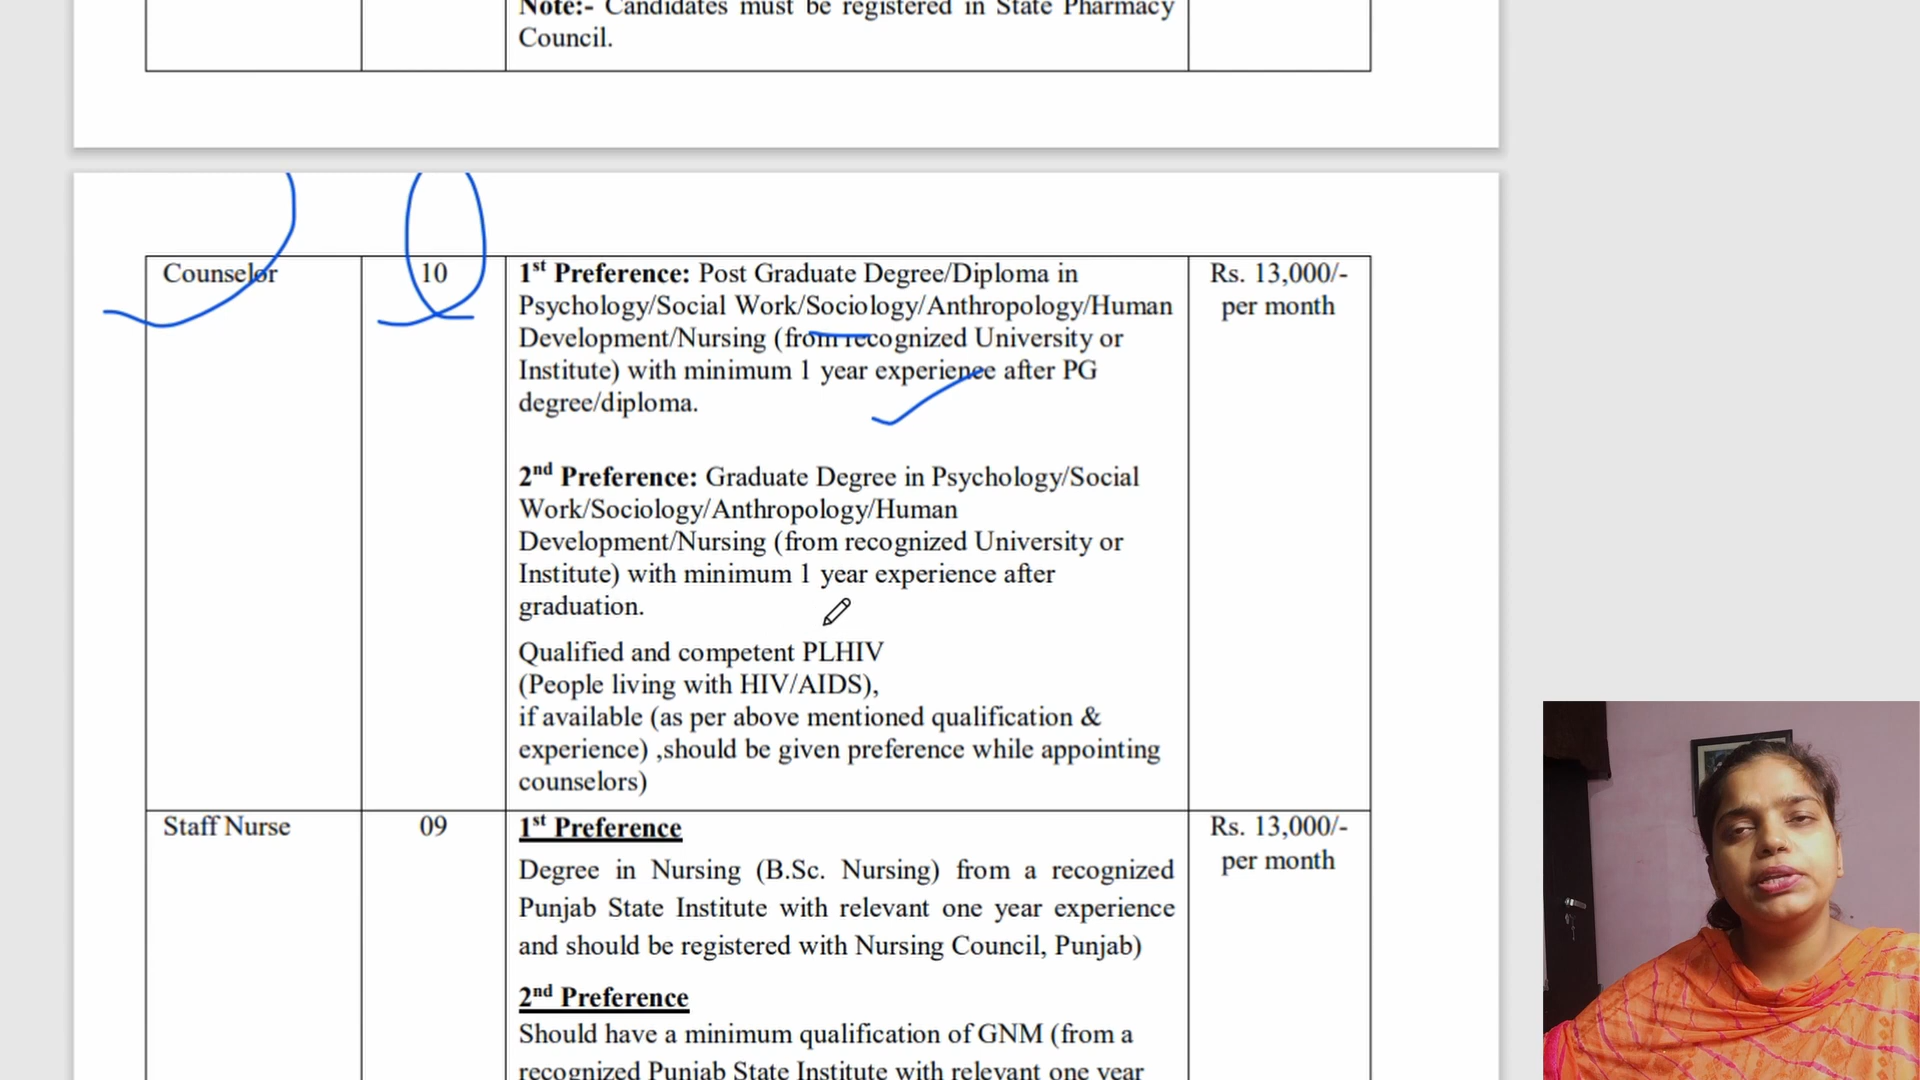 Note:- Candidates must be registered in State Pharmacy
Council.
Counselor
10
1st Preference: Post Graduate Degree/Diploma in
Psychology/Social Work/Sociology/Anthropology/Human
Development/Nursing (from recognized University or
Institute) with minimum 1 year experience after PG
degree/diploma.
2nd Preference: Graduate Degree in Psychology/Social
Work/Sociology/Anthropology/Human
Development/Nursing (from recognized University or
Institute) with minimum 1 year experience after
graduation.
Qualified and competent PLHIV
(People living with HIV/AIDS),
if available (as per above mentioned qualification &
experience) ,should be given preference while appointing
counselors)
Rs. 13,000/-
per month
Staff Nurse
09
1st Preference
Degree in Nursing (B.Sc. Nursing) from a recognized
Punjab State Institute with relevant one year experience
and should be registered with Nursing Council, Punjab)
2nd Preference
Should have a minimum qualification of GNM (from a
recognized Punjab State Institute with relevant one year
Rs. 13,000/-
per month